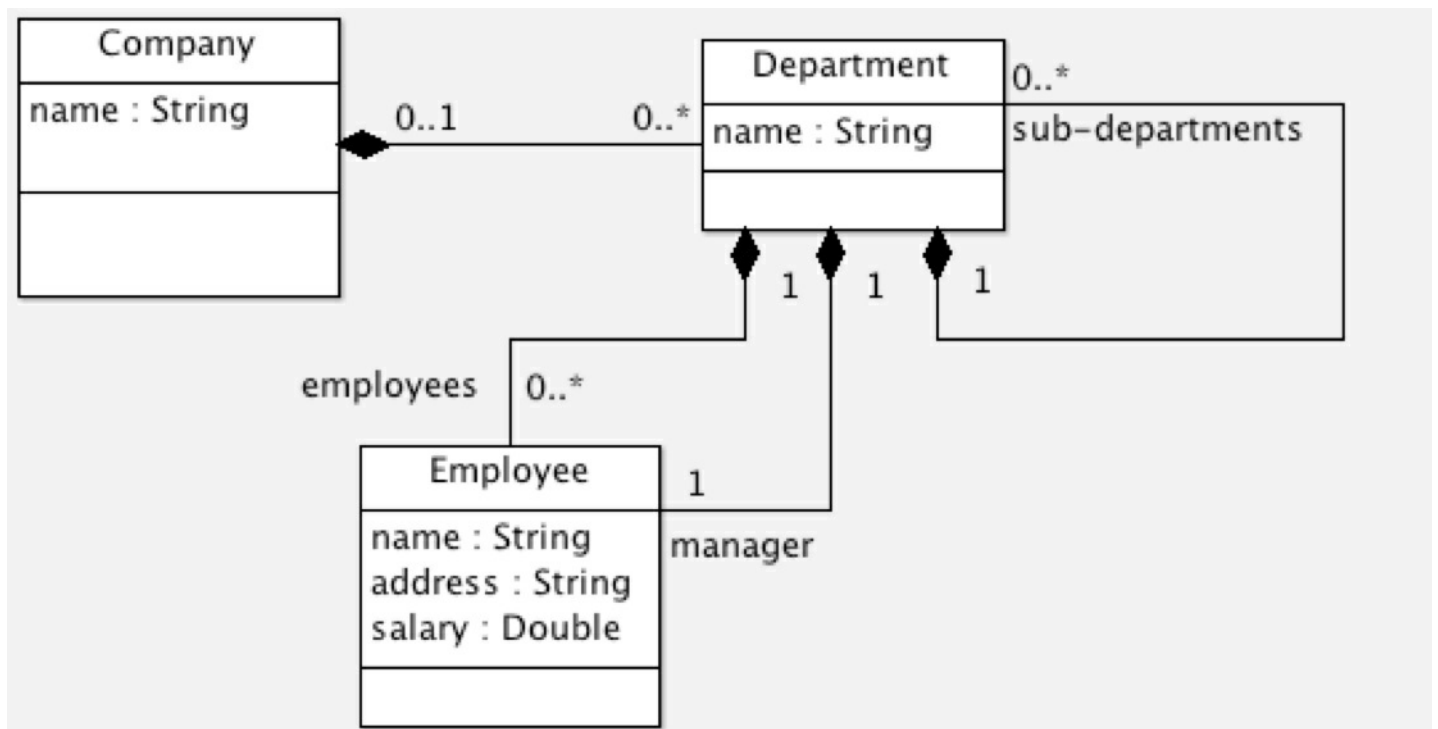 Company
name : String
0..1
0..*
Department
name : String
0..*
sub-departments
1
1
1
employees
0..*
Employee
name : String
address : String
salary : Double
1
manager